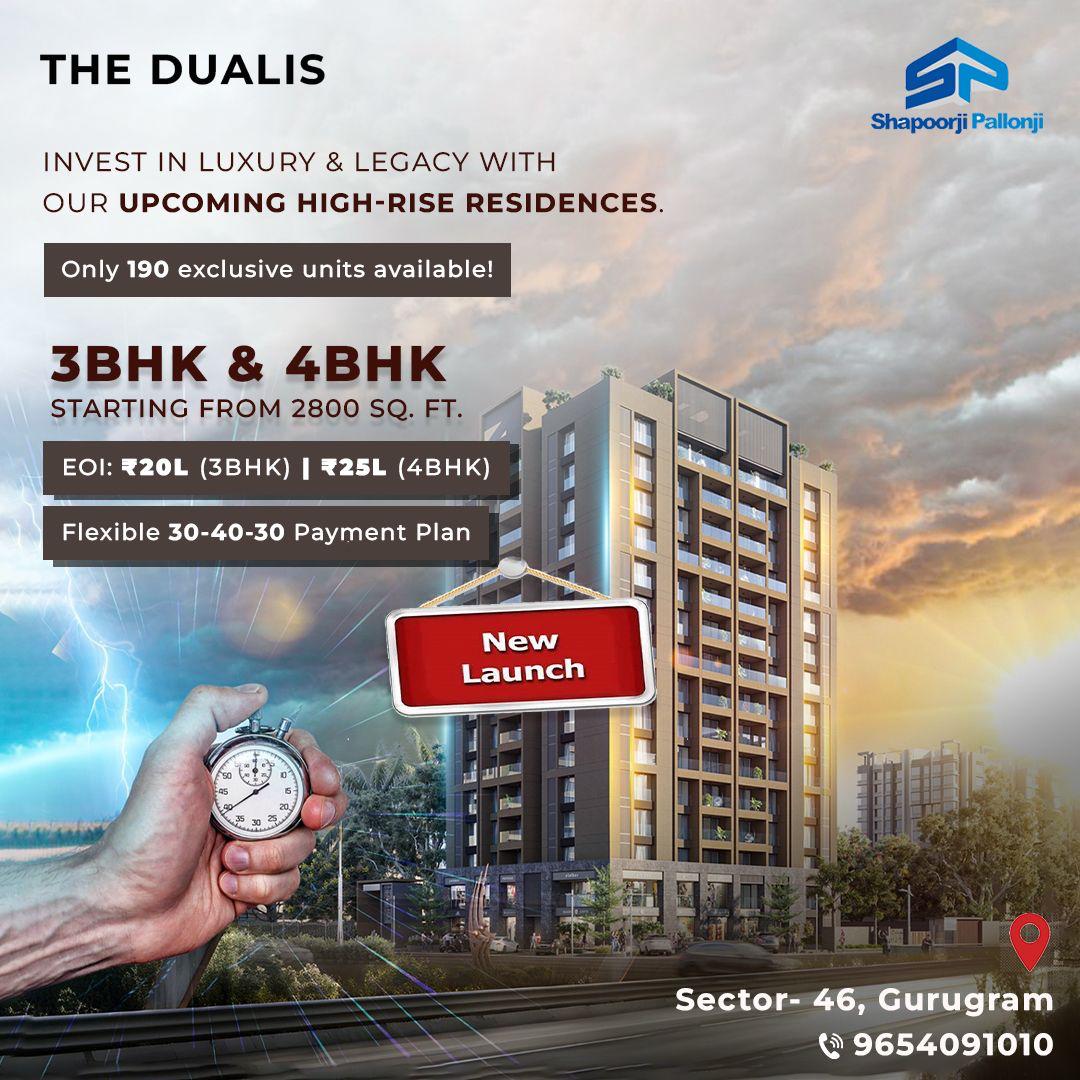 THE DUALIS
Shapoorji Pallonji
INVEST IN LUXURY & LEGACY WITH
OUR UPCOMING HIGH-RISE RESIDENCES.
Only 190 exclusive units available!
3BHK & 4BHK
STARTING FROM 2800 SQ. FT.
EOI: ₹20L (3BHK) | ₹25L (4BHK)
Flexible 30-40-30 Payment Plan
New
Launch
Sector- 46, Gurugram
9654091010